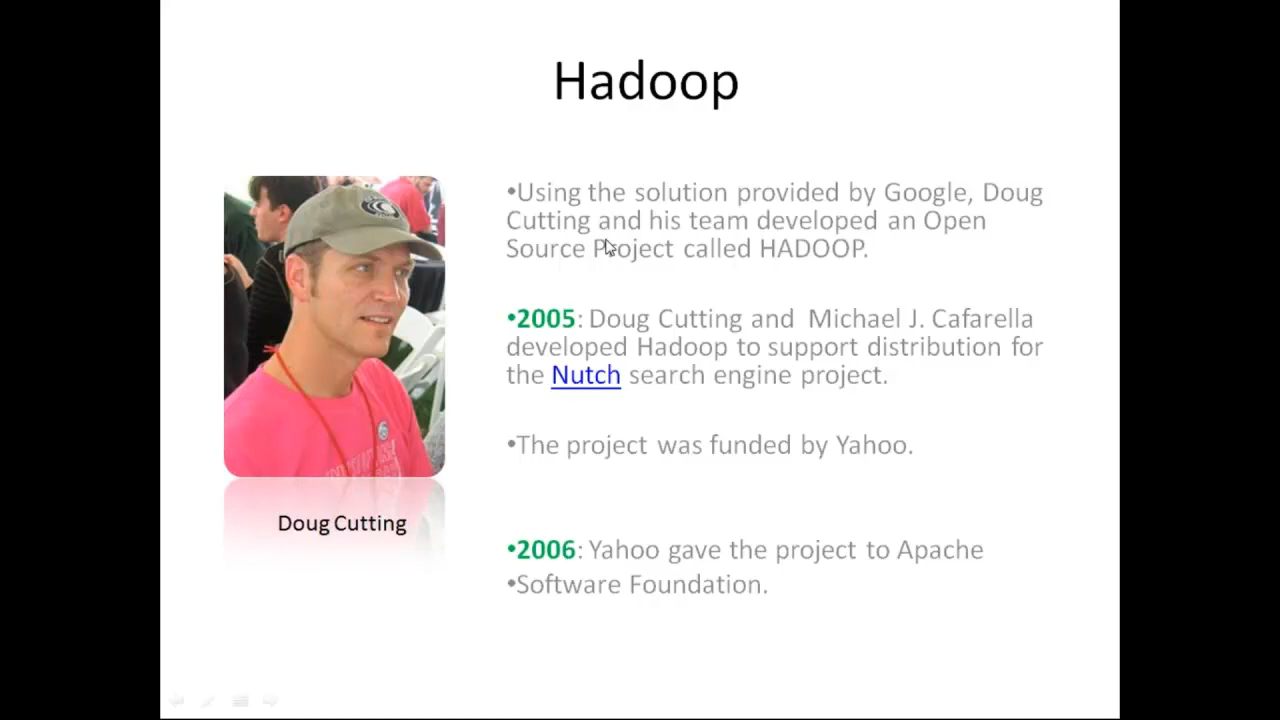 Hadoop
•Using the solution provided by Google, Doug
Cutting and his team developed an Open
Source Project called HADOOP.
•2005: Doug Cutting and  Michael J. Cafarella
developed Hadoop to support distribution for
the Nutch search engine project.
•The project was funded by Yahoo.
•2006: Yahoo gave the project to Apache
•Software Foundation.
Doug Cutting